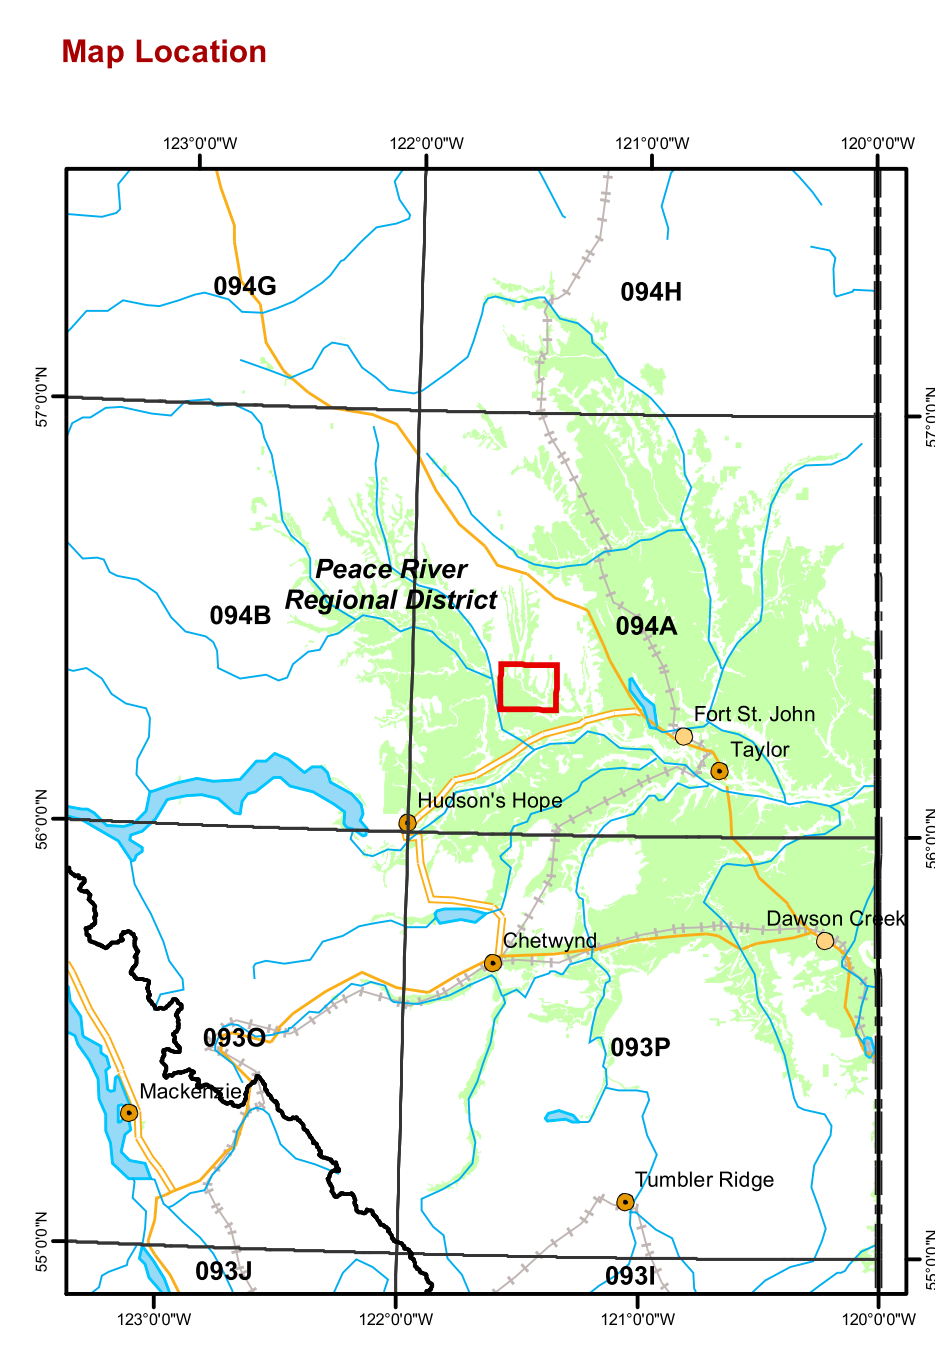 Map Location
123°0'0"W
122°0'0"W
121°0'0"W
120°0'0"W
094G
094H
57°0'0"N
57°0'0"N
Peace River
Regional District
094B
094A
Fort St. John
Taylor
Hudson's Hope
56°0'0"N
56°0'0"N
Dawson Creek
Chetwynd
093O
093P
Mackenzie
Tumbler Ridge
55°0'0"N
55°0'0"N
093J
093I
123°0'0"W
122°0'0"W
121°0'0"W
120°0'0"W